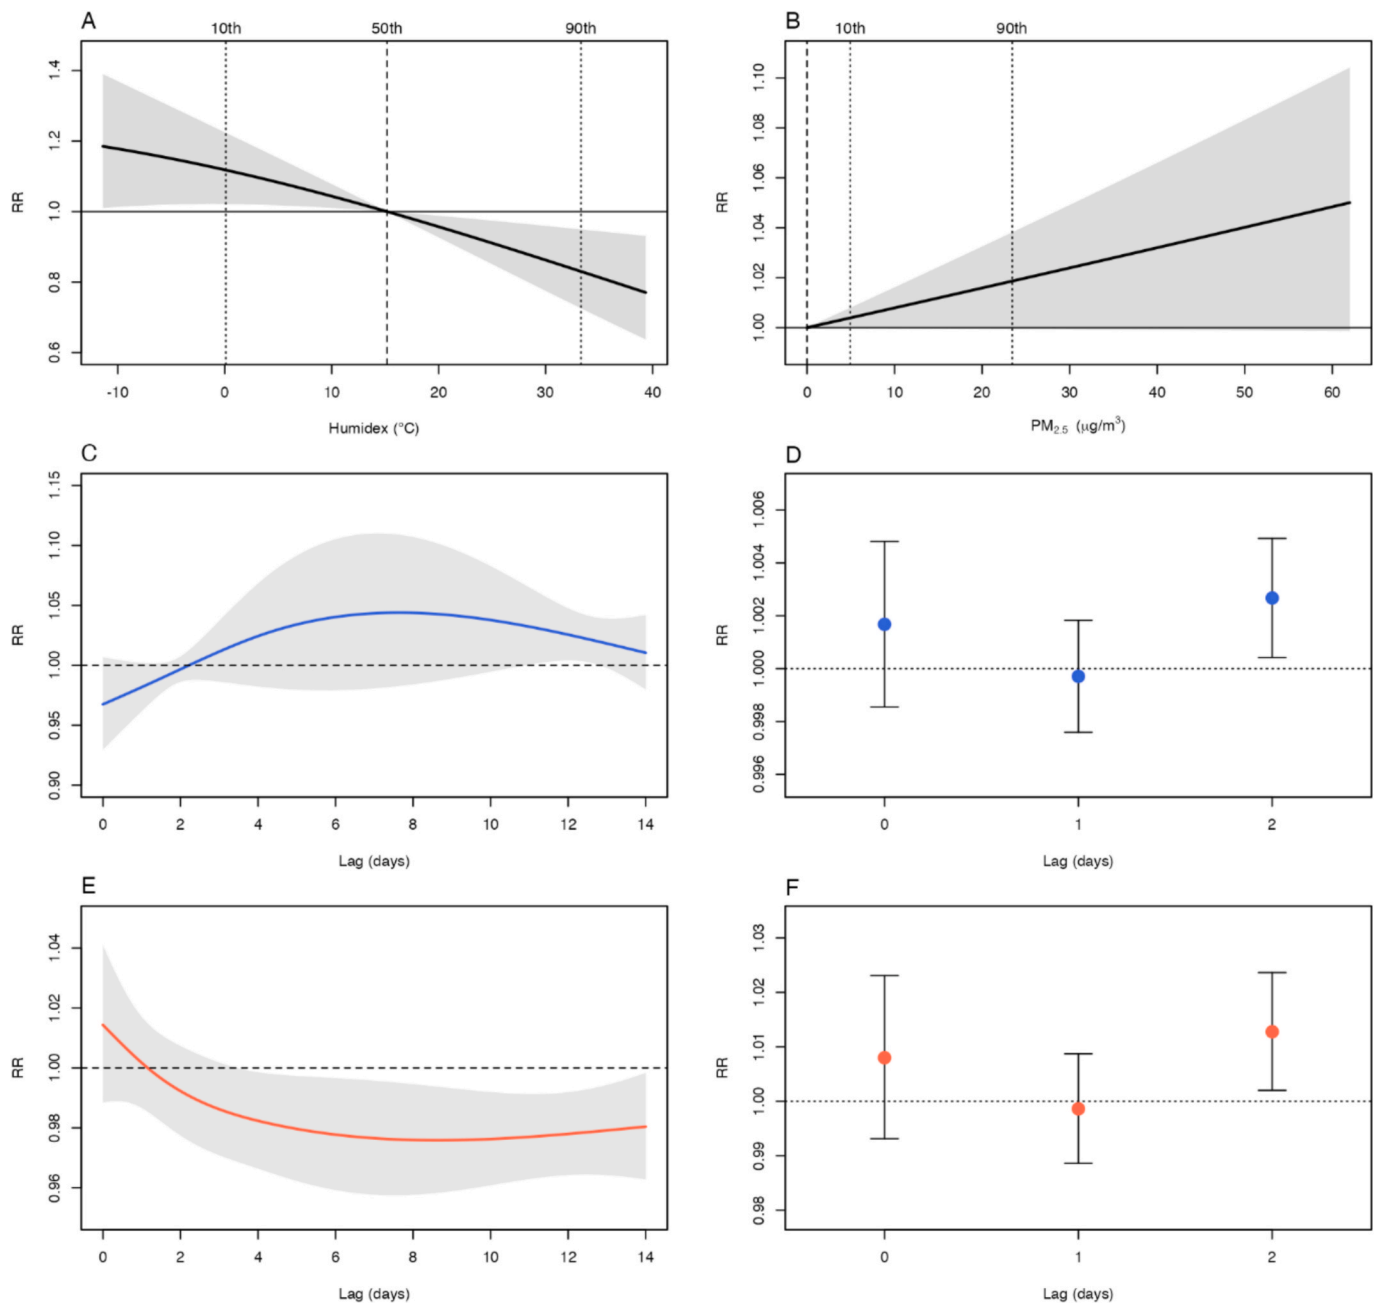 A
10th 50th 90th
1.4
1.2
1.0
0.8
0.6
RR
-10 0 10 20 30 40
Humidex (°C)
B
10th 90th
1.10
1.08
1.06
1.04
1.02
1.00
RR
0 10 20 30 40 50 60
PM2.5 (μg/m³)
C
1.15
1.10
1.05
1.00
0.95
0.90
RR
0 2 4 6 8 10 12 14
Lag (days)
D
1.006
1.004
1.002
1.000
0.998
0.996
RR
0 1 2
Lag (days)
E
1.04
1.02
1.00
0.98
0.96
RR
0 2 4 6 8 10 12 14
Lag (days)
F
1.03
1.02
1.01
1.00
0.99
0.98
RR
0 1 2
Lag (days)